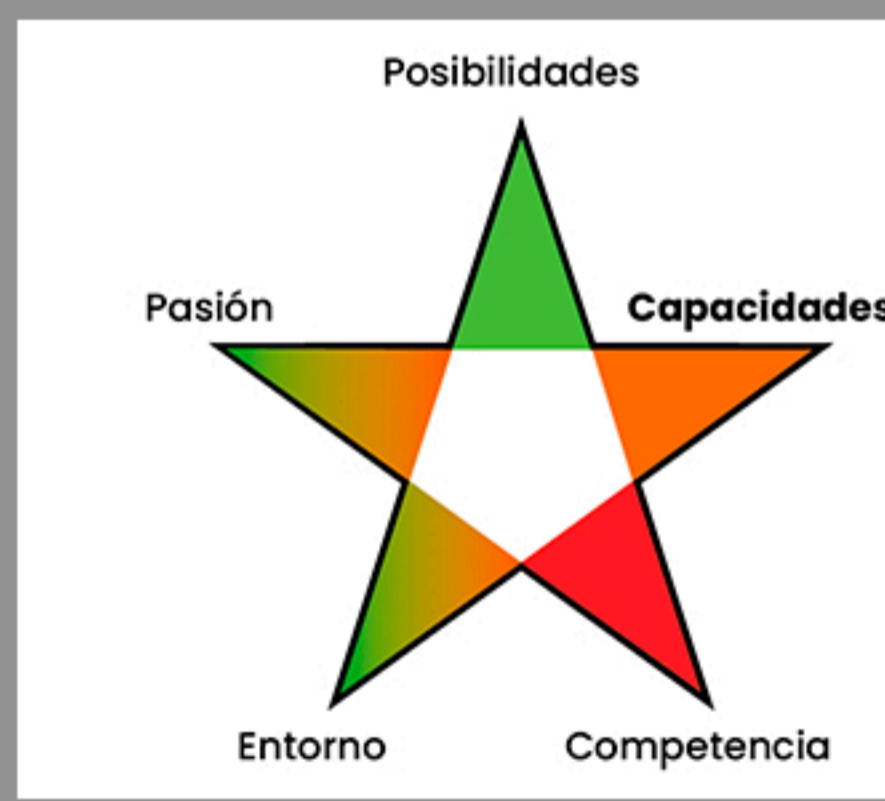 Posibilidades
Pasión
Capacidades
Entorno
Competencia